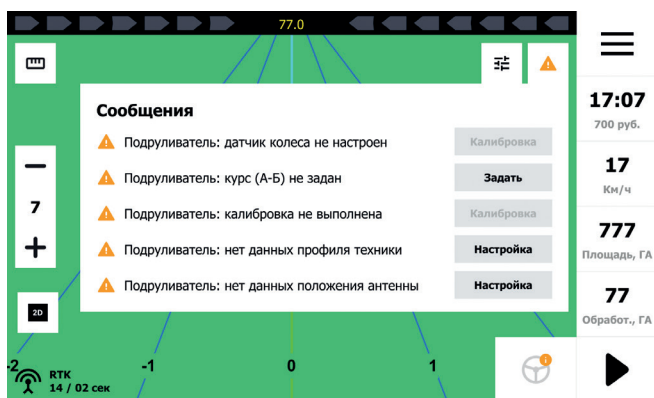 77.0
Сообщения
Подруливатель: датчик колеса не настроен
Калибровка
Подруливатель: курс (А-Б) не задан
Задать
Подруливатель: калибровка не выполнена
Калибровка
Подруливатель: нет данных профиля техники
Настройка
Подруливатель: нет данных положения антенны
Настройка
7
2D
-2
-1
0
1
RTK
14 / 02 сек
17:07
700 руб.
17
Км/ч
777
Площадь, ГА
77
Обработ., ГА